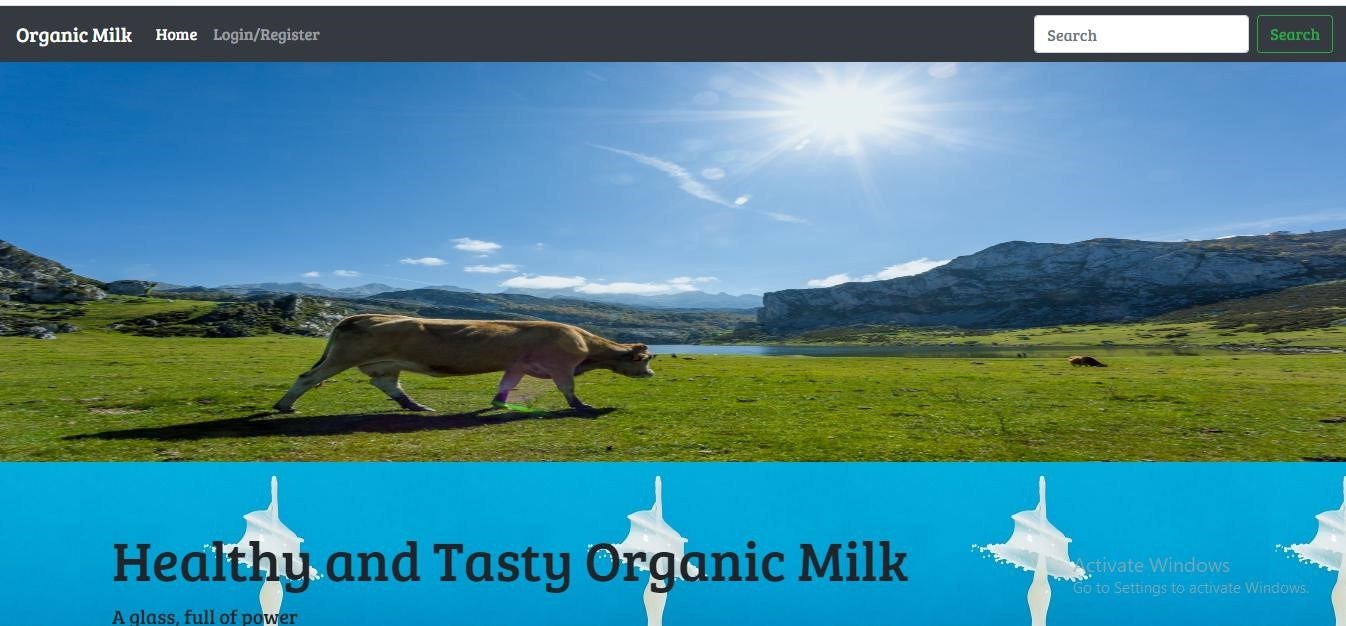 Organic Milk Home Login/Register Search Search
Healthy and Tasty Organic Milk
Activate Windows
Go to Settings to activate Windows.
A glass, full of power